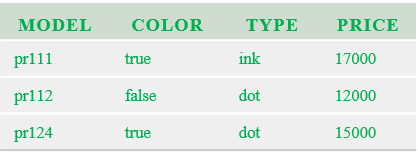 MODEL COLOR TYPE PRICE
pr111 true ink 17000
pr112 false dot 12000
pr124 true dot 15000